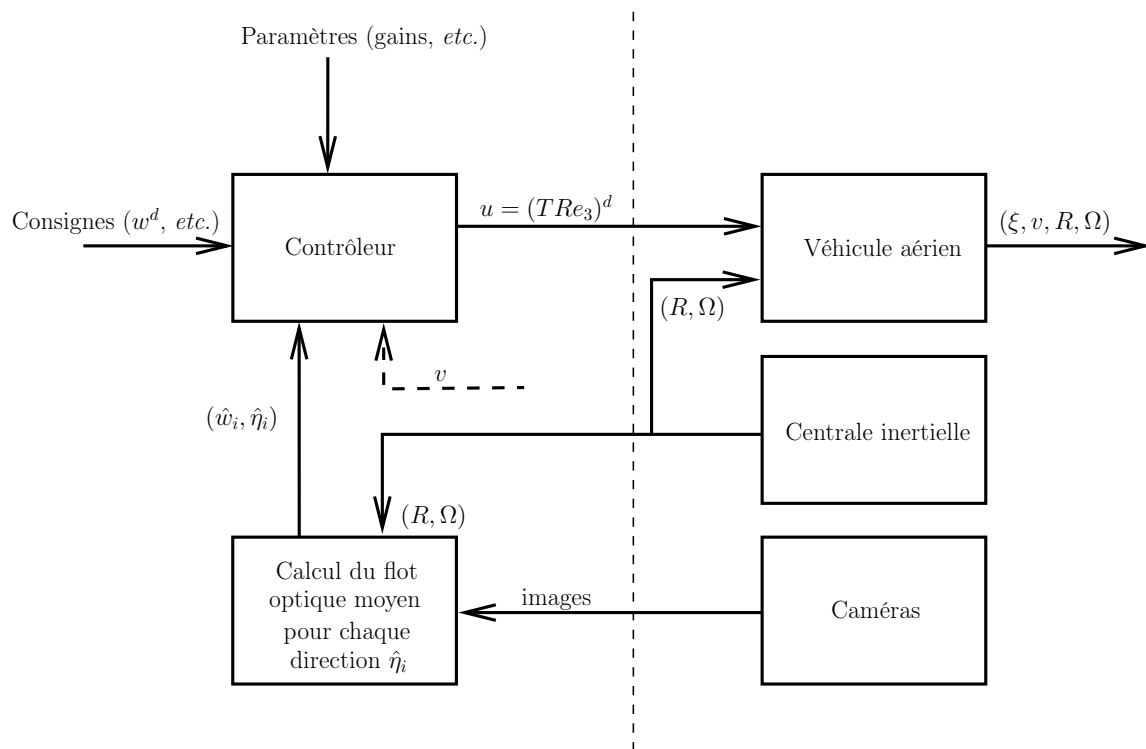 Paramètres (gains, etc.)
Consignes (w^d, etc.)
Contrôleur
u = (TRe_3)^d
Véhicule aérien
(ξ, v, R, Ω)
(R, Ω)
v
(ŵ_i, η̂_i)
Centrale inertielle
(R, Ω)
Calcul du flot
optique moyen
pour chaque
direction η̂_i
images
Caméras